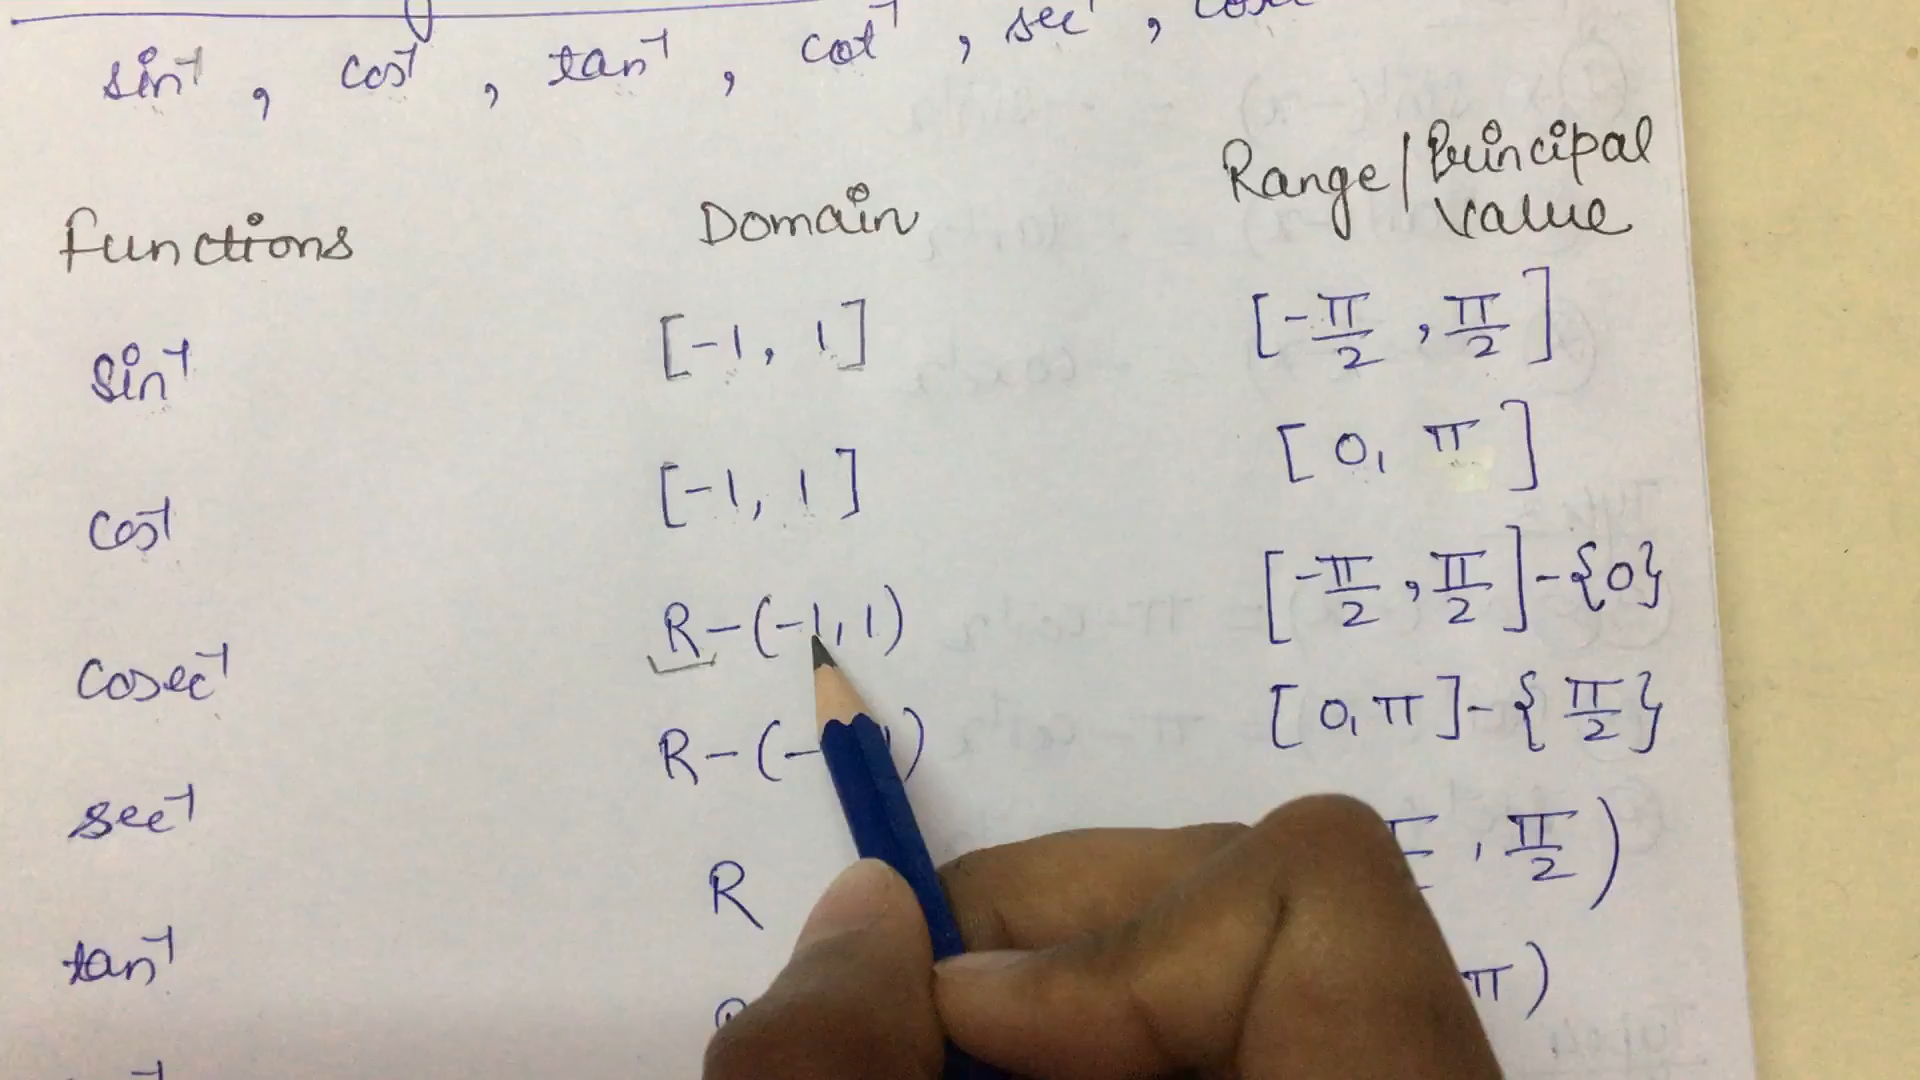 sin⁻¹ , cos⁻¹ , tan⁻¹ , cot⁻¹ , sec⁻¹ ,
Functions Domain Range/Principal value
sin⁻¹ [-1, 1] [-π/2 , π/2]
cos⁻¹ [-1, 1] [0, π]
cosec⁻¹ R-(-1,1) [-π/2 , π/2]-{0}
sec⁻¹ R-(- ) [0,π]-{π/2}
tan⁻¹ R , π/2)
π)